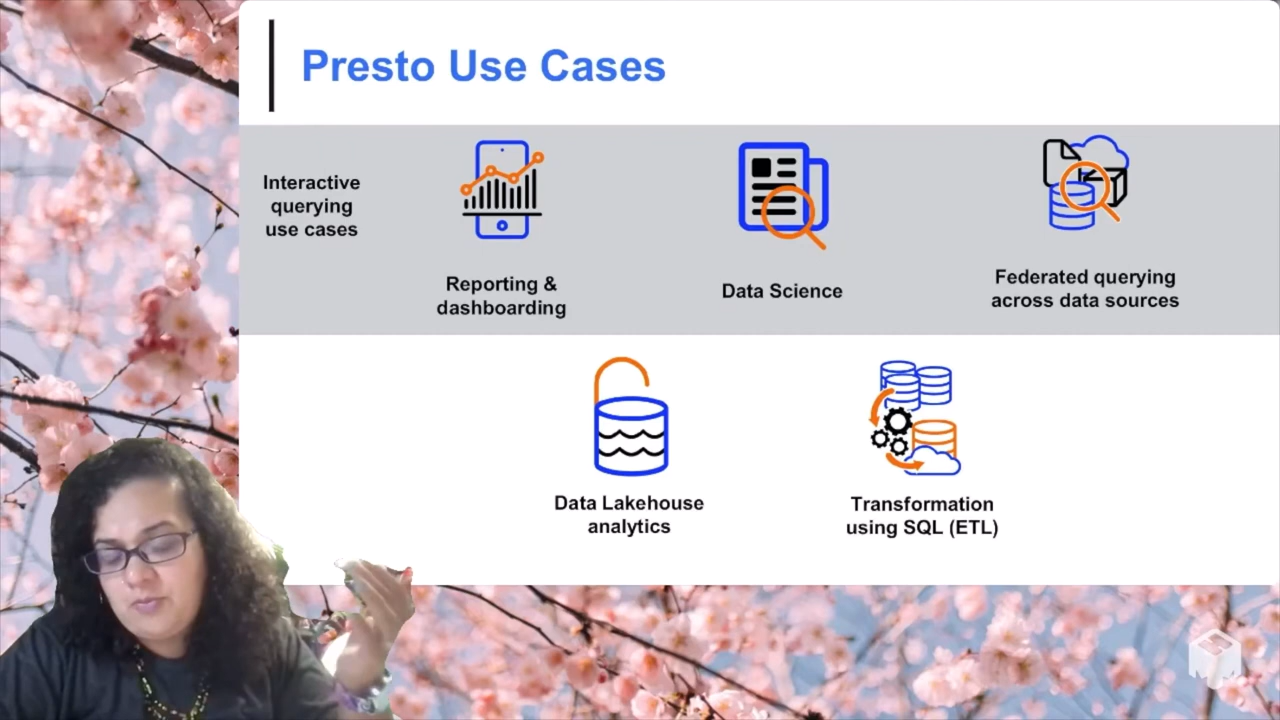 Presto Use Cases
Interactive
querying
use cases
Reporting &
dashboarding
Data Science
Federated querying
across data sources
Data Lakehouse
analytics
Transformation
using SQL (ETL)